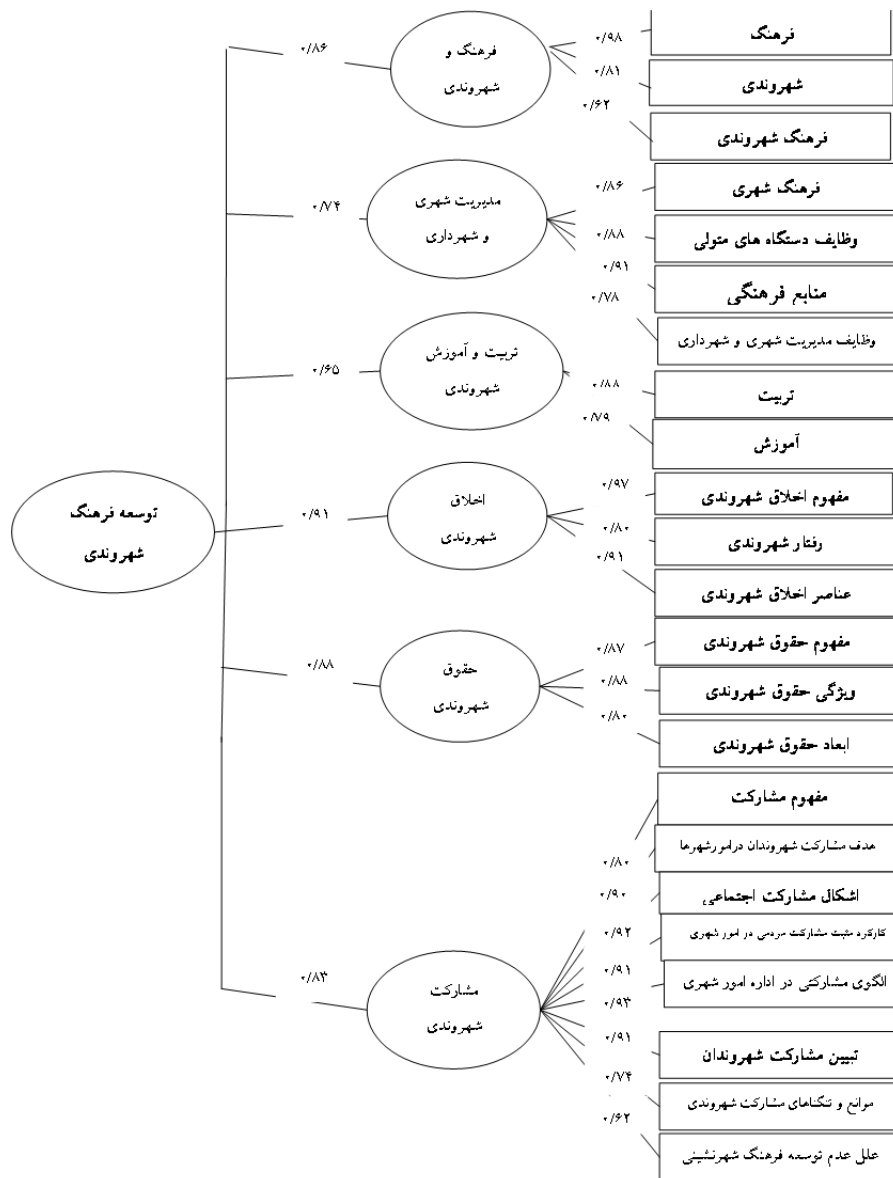 توسعه فرهنگ
شهروندی
۰/۸۶
فرهنگ و
شهروندی
۰/۹۸
فرهنگ
۰/۸۱
شهروندی
۰/۶۲
فرهنگ شهروندی
۰/۷۴
مدیریت شهری
و شهرداری
۰/۸۶
فرهنگ شهری
۰/۸۸
وظایف دستگاه های متولی
۰/۹۱
منابع فرهنگی
۰/۷۸
وظایف مدیریت شهری و شهرداری
۰/۶۵
تربیت و آموزش
شهروندی
۰/۸۸
تربیت
۰/۷۹
آموزش
۰/۹۱
اخلاق
شهروندی
۰/۹۷
مفهوم اخلاق شهروندی
۰/۸۰
رفتار شهروندی
۰/۹۱
عناصر اخلاق شهروندی
۰/۸۸
حقوق
شهروندی
۰/۸۷
مفهوم حقوق شهروندی
۰/۸۸
ویژگی حقوق شهروندی
۰/۸۰
ابعاد حقوق شهروندی
۰/۸۳
مشارکت
شهروندی
۰/۸۰
مفهوم مشارکت
۰/۹۰
هدف مشارکت شهروندان درامورشهرها
۰/۹۲
اشکال مشارکت اجتماعی
۰/۹۱
کارکرد مثبت مشارکت مردمی در امور شهری
۰/۹۳
الگوی مشارکتی در اداره امور شهری
۰/۹۱
تبیین مشارکت شهروندان
۰/۷۴
موانع و تنگناهای مشارکت شهروندی
۰/۶۲
علل عدم توسعه فرهنگ شهرنشینی